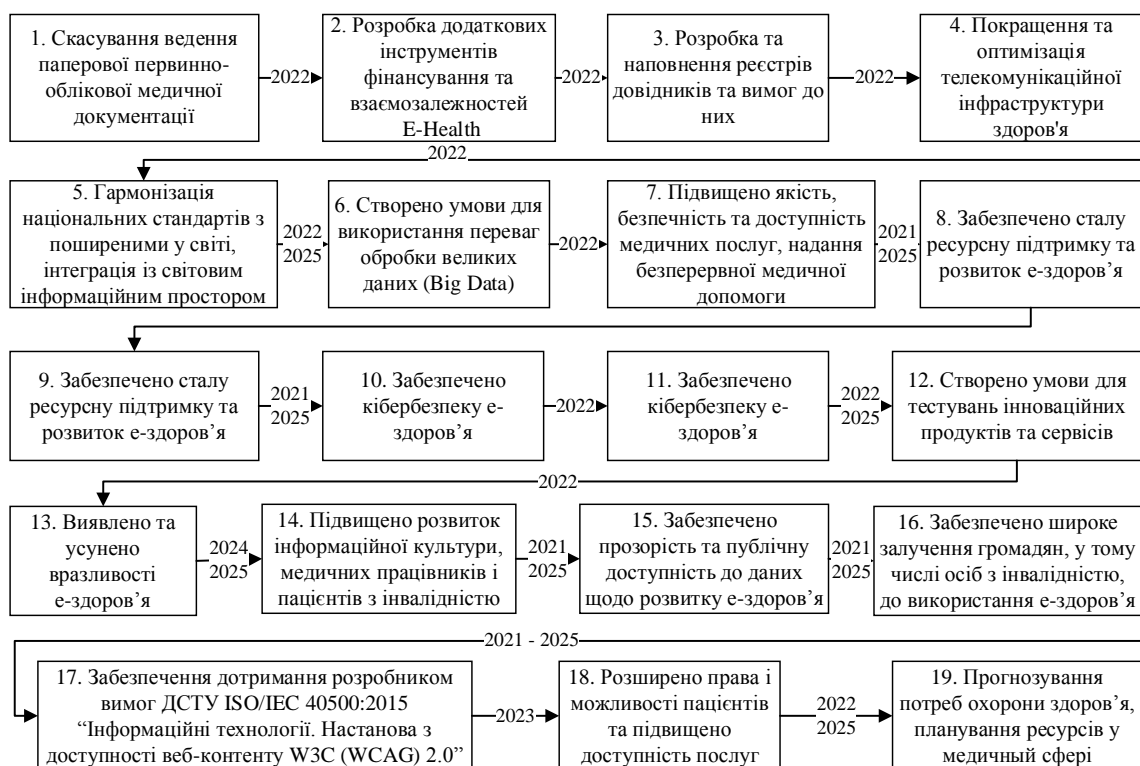 1. Скасування ведення
паперової первинно-
облікової медичної
документації
2022
2. Розробка додаткових
інструментів
фінансування та
взаємозалежностей
E-Health
2022
3. Розробка та
наповнення реєстрів
довідників та вимог до
них
2022
4. Покращення та
оптимізація
телекомунікаційної
інфраструктури
здоров'я
2022
5. Гармонізація
національних стандартів з
поширеними у світі,
інтеграція із світовим
інформаційним простором
2022
2025
6. Створено умови для
використання переваг
обробки великих
даних (Big Data)
2022
7. Підвищено якість,
безпечність та доступність
медичних послуг, надання
безперервної медичної
допомоги
2021
2025
8. Забезпечено сталу
ресурсну підтримку та
розвиток е-здоров’я
9. Забезпечено сталу
ресурсну підтримку та
розвиток е-здоров’я
2021
2025
10. Забезпечено
кібербезпеку е-
здоров’я
2022
11. Забезпечено
кібербезпеку е-
здоров’я
2022
2025
12. Створено умови для
тестувань інноваційних
продуктів та сервісів
2022
13. Виявлено та
усунено
вразливості
е-здоров’я
2024
2025
14. Підвищено розвиток
інформаційної культури,
медичних працівників і
пацієнтів з інвалідністю
2021
2025
15. Забезпечено
прозорість та публічну
доступність до даних
щодо розвитку е-здоров’я
2021
2025
16. Забезпечено широке
залучення громадян, у тому
числі осіб з інвалідністю,
до використання е-здоров’я
2021 - 2025
17. Забезпечення дотримання розробником
вимог ДСТУ ISO/IEC 40500:2015
“Інформаційні технології. Настанова з
доступності веб-контенту W3C (WCAG) 2.0”
2023
18. Розширено права і
можливості пацієнтів
та підвищено
доступність послуг
2022
2025
19. Прогнозування
потреб охорони здоров’я,
планування ресурсів у
медичный сфері